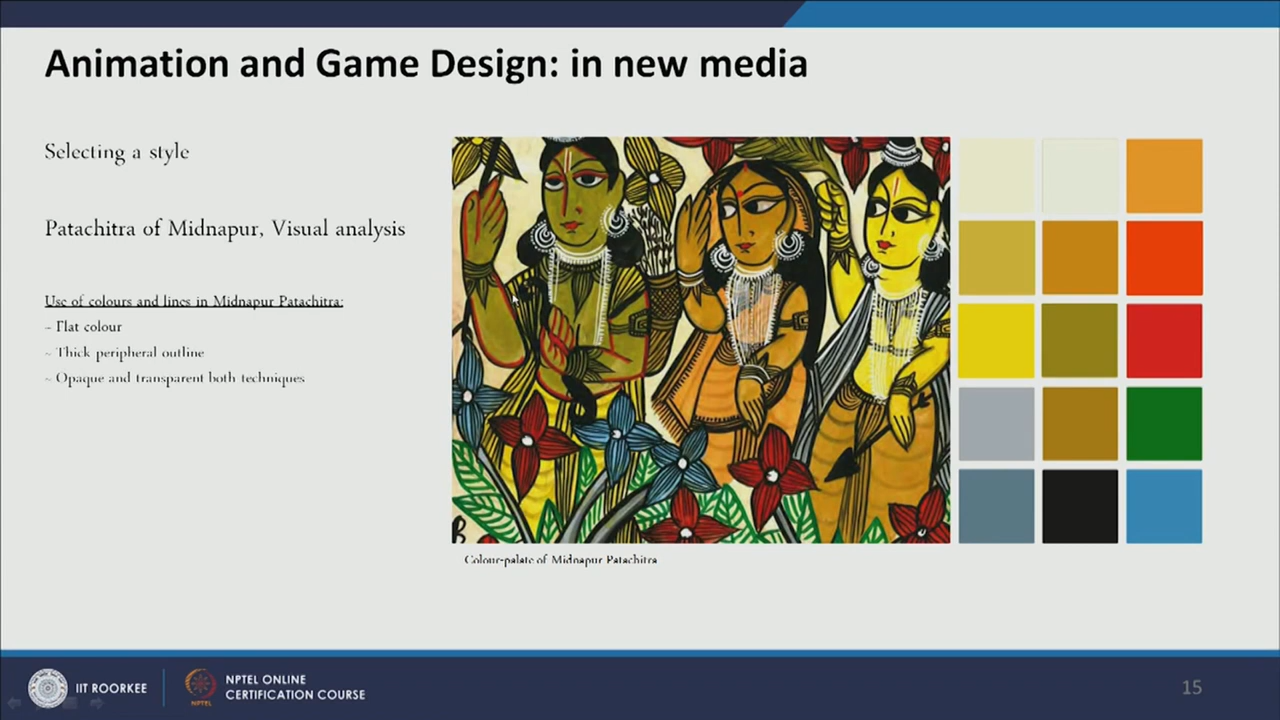 Animation and Game Design: in new media
Selecting a style
Patachitra of Midnapur, Visual analysis
Use of colours and lines in Midnapur Patachitra:
~ Flat colour
~ Thick peripheral outline
~ Opaque and transparent both techniques
Colour-palate of Midnapur Patachitra
IIT ROORKEE
NPTEL
NPTEL ONLINE
CERTIFICATION COURSE
15